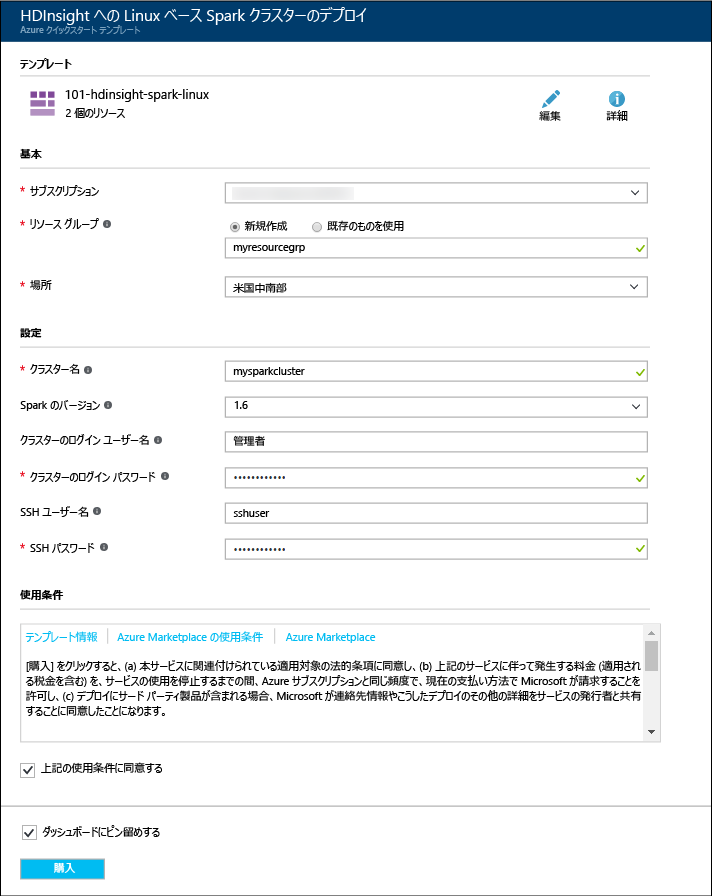 HDInsight への Linux ベース Spark クラスターのデプロイ
Azure クイックスタート テンプレート
テンプレート
101-hdinsight-spark-linux
2 個のリソース
編集
詳細
基本
* サブスクリプション
* リソース グループ
新規作成
既存のものを使用
myresourcegrp
* 場所
米国中南部
設定
* クラスター名
mysparkcluster
Spark のバージョン
1.6
クラスターのログイン ユーザー名
管理者
* クラスターのログイン パスワード
••••••••••••
SSH ユーザー名
sshuser
* SSH パスワード
••••••••••••
使用条件
テンプレート情報
Azure Marketplace の使用条件
Azure Marketplace
[購入] をクリックすると、(a) 本サービスに関連付けられている適用対象の法的条項に同意し、(b) 上記のサービスに伴って発生する料金 (適用され
る税金を含む) を、サービスの使用を停止するまでの間、Azure サブスクリプションと同じ頻度で、現在の支払い方法で Microsoft が請求することを
許可し、(c) デプロイにサード パーティ製品が含まれる場合、Microsoft が連絡先情報やこうしたデプロイのその他の詳細をサービスの発行者と共有
することに同意したことになります。
上記の使用条件に同意する
ダッシュボードにピン留めする
購入